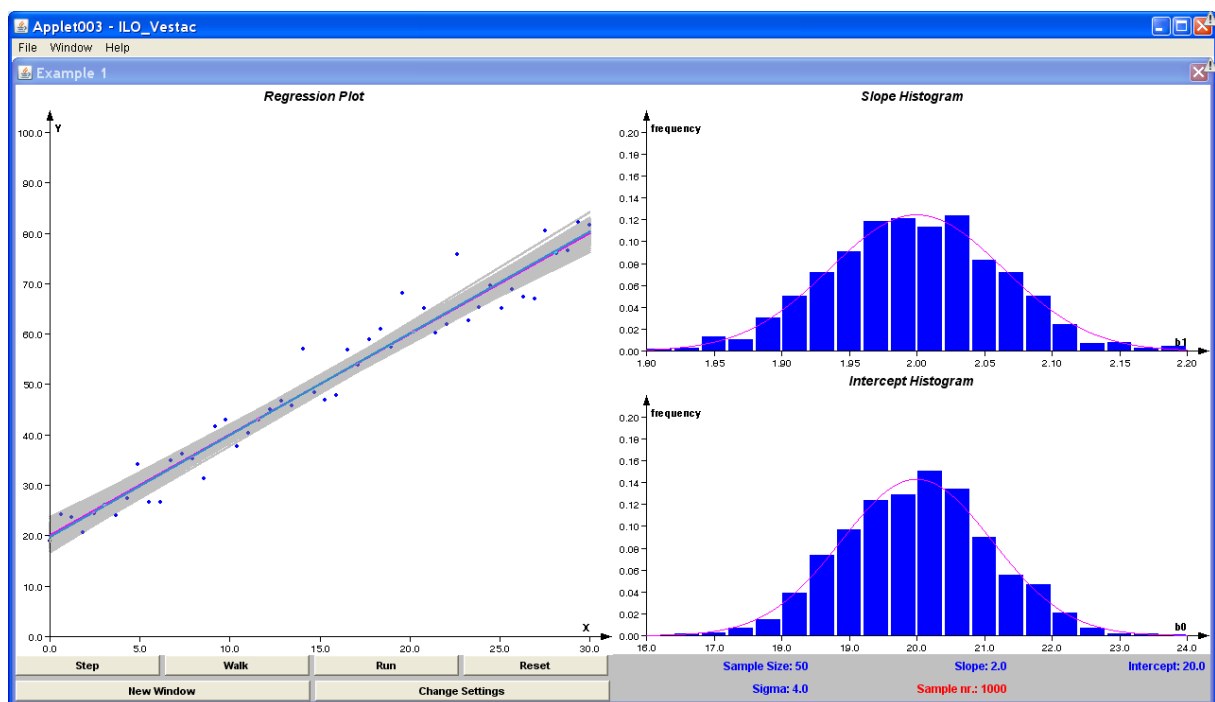 Applet003 - ILO_Vestac
File Window Help
Example 1
Regression Plot
Y
100.0
90.0
80.0
70.0
60.0
50.0
40.0
30.0
20.0
10.0
0.0
0.0 5.0 10.0 15.0 20.0 25.0 30.0
X
Slope Histogram
frequency
0.20
0.18
0.16
0.14
0.12
0.10
0.08
0.06
0.04
0.02
0.00
1.80 1.85 1.90 1.95 2.00 2.05 2.10 2.15 2.20
b1
Intercept Histogram
frequency
0.20
0.18
0.16
0.14
0.12
0.10
0.08
0.06
0.04
0.02
0.00
16.0 17.0 18.0 19.0 20.0 21.0 22.0 23.0 24.0
b0
Step Walk Run Reset
New Window Change Settings
Sample Size: 50 Slope: 2.0 Intercept: 20.0
Sigma: 4.0 Sample nr.: 1000